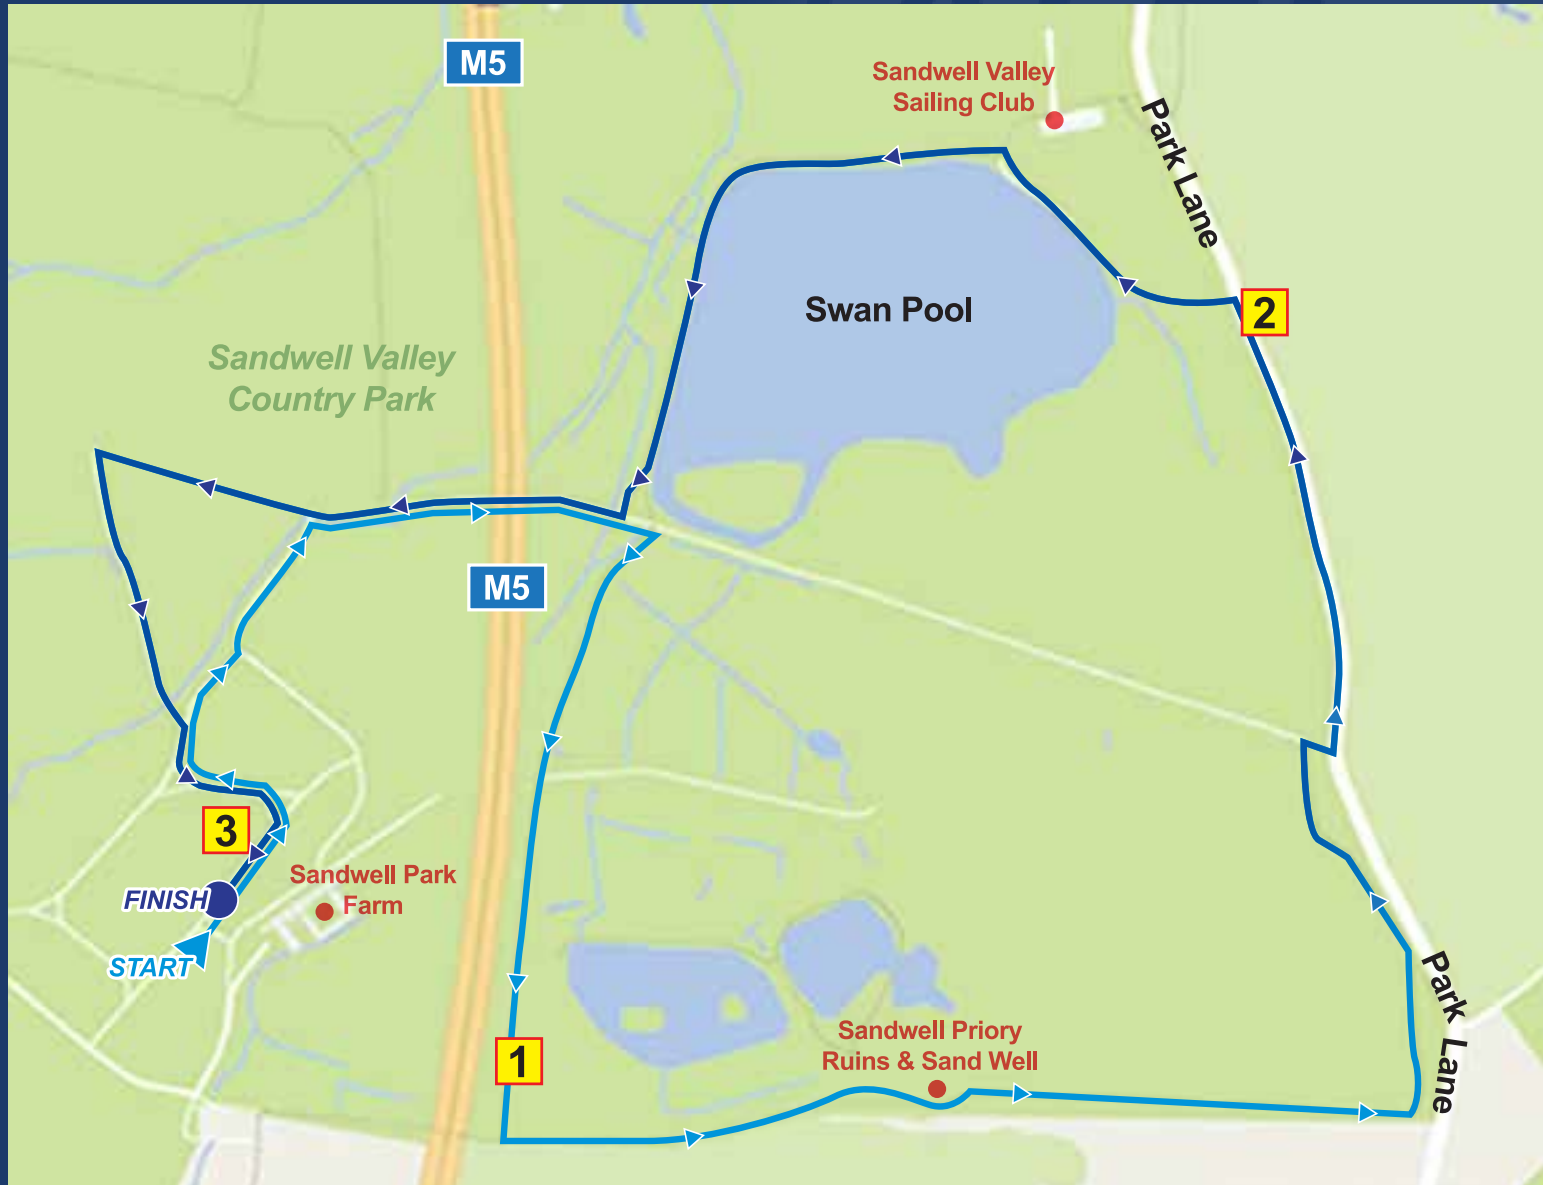 M5
Sandwell Valley
Sailing Club
Park Lane
Swan Pool
2
Sandwell Valley
Country Park
M5
3
Sandwell Park
Farm
FINISH
START
Park Lane
Sandwell Priory
Ruins & Sand Well
1